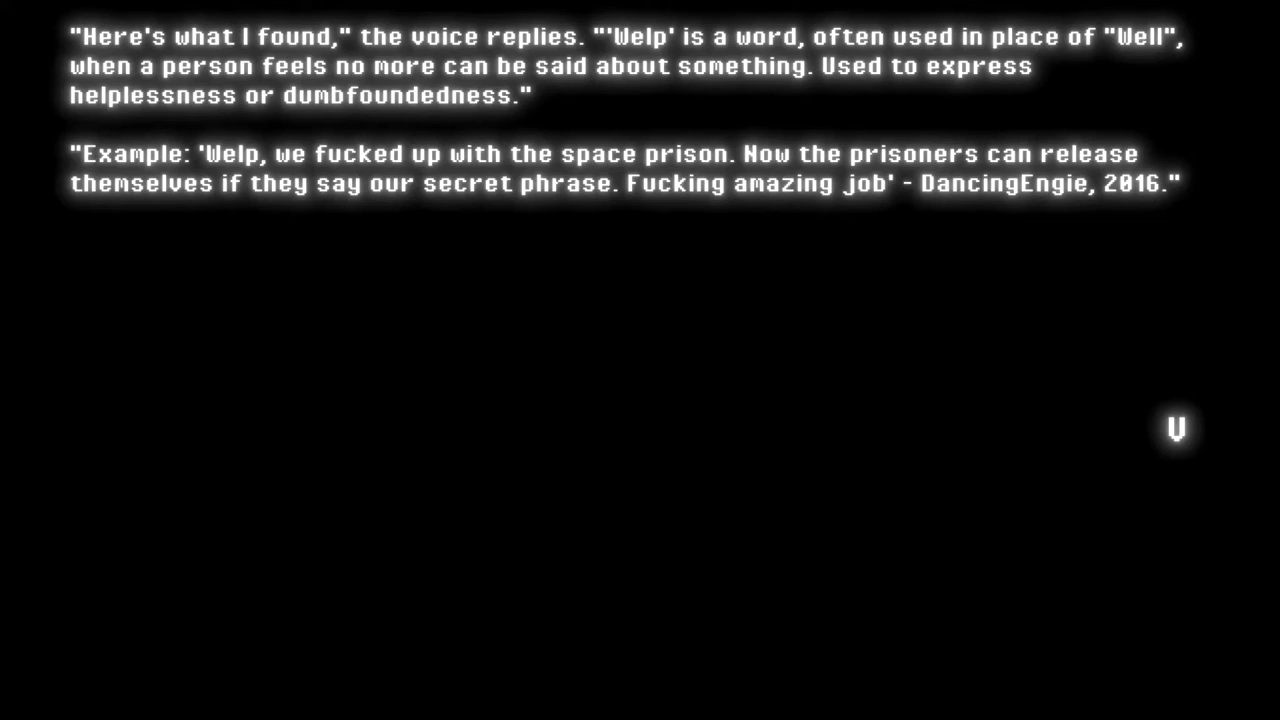 "Here's what I found," the voice replies. "'Welp' is a word, often used in place of "Well",
when a person feels no more can be said about something. Used to express
helplessness or dumbfoundedness."
"Example: 'Welp, we fucked up with the space prison. Now the prisoners can release
themselves if they say our secret phrase. Fucking amazing job' - DancingEngie, 2016."
V